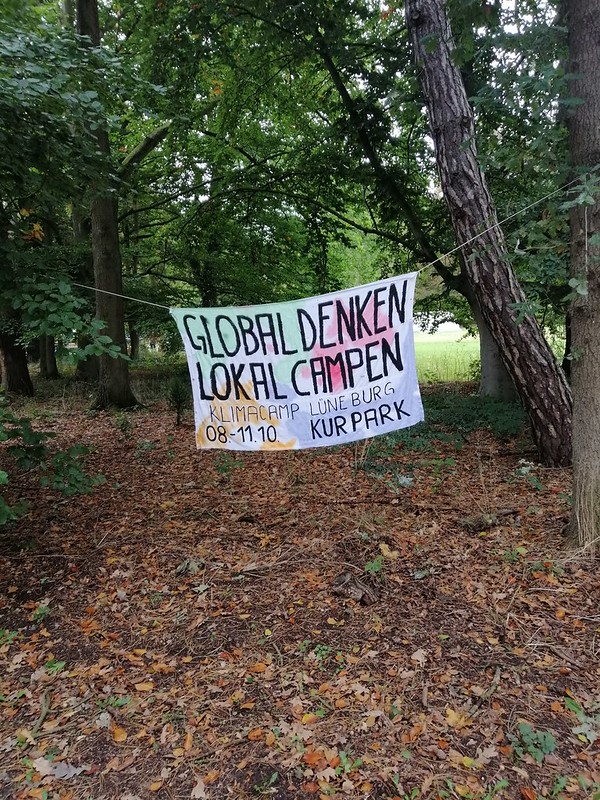 GLOBAL DENKEN
LOKAL CAMPEN
KLIMACAMP LÜNEBURG
08.-11.10. KURPARK